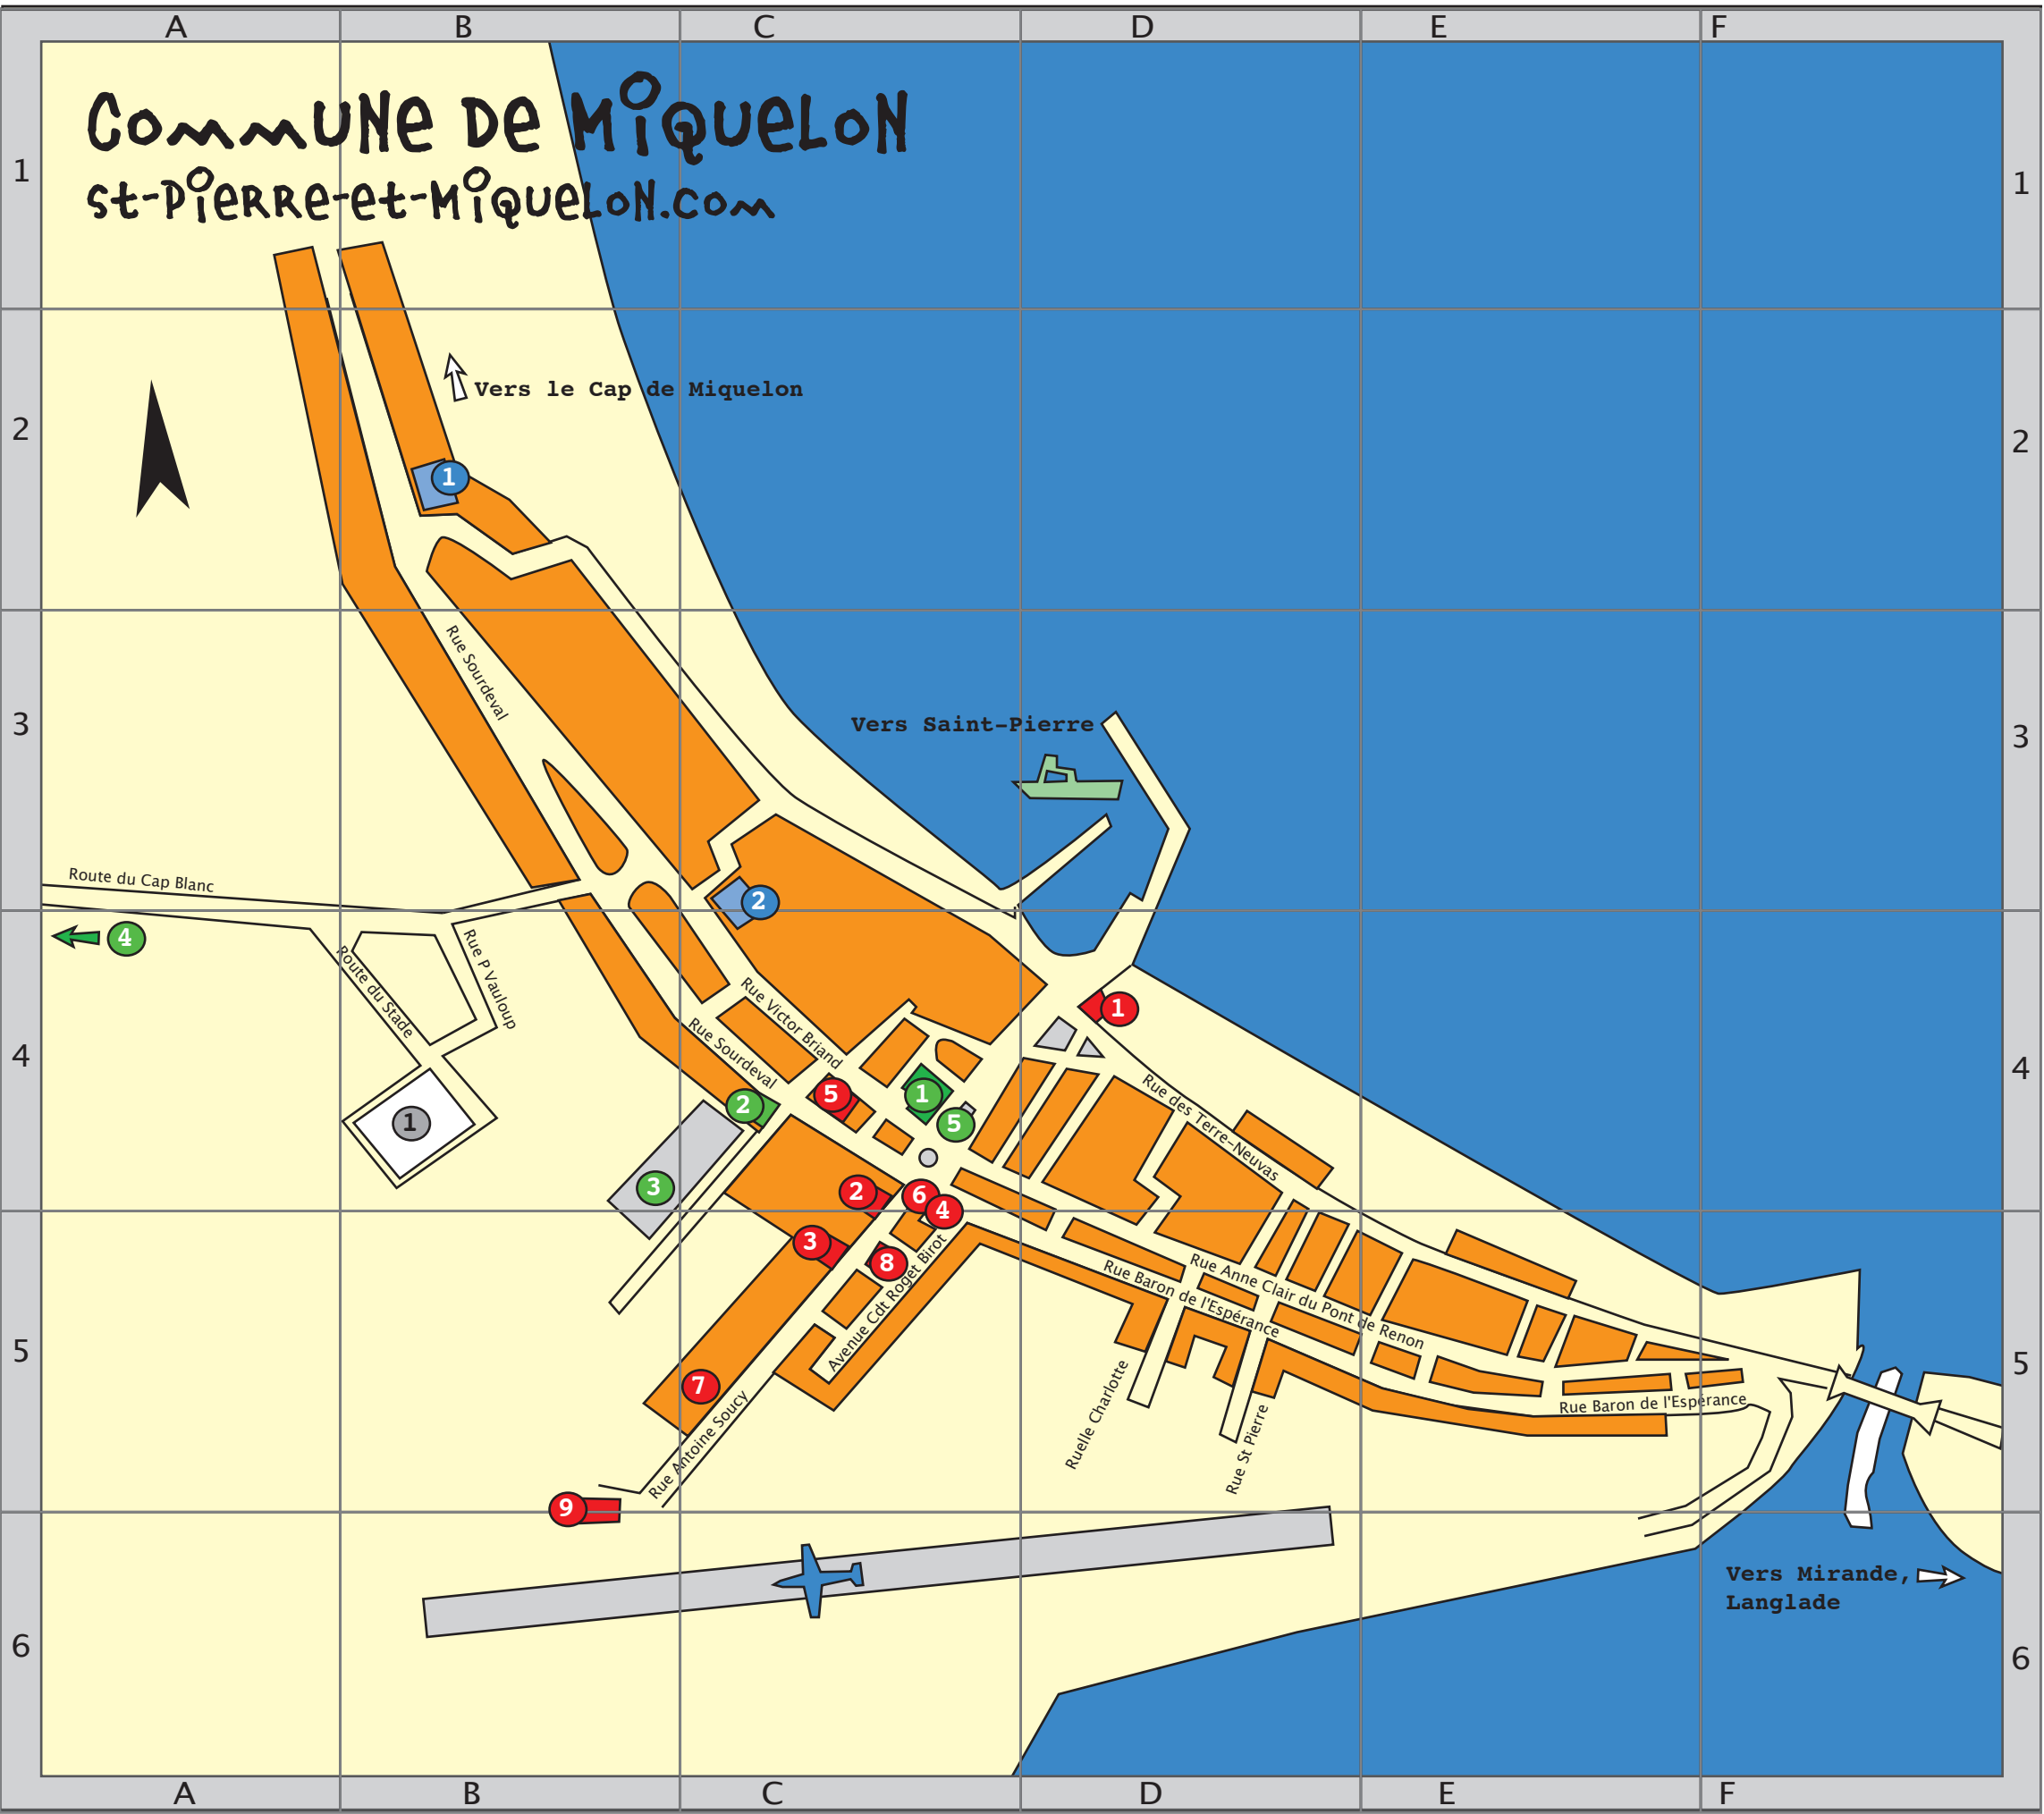 A B C D E F
CommUNe De MiQUeLoN
1 1
st-PieRRe-et-MiQUeLoN.com
Vers le Cap de Miquelon
2 2
1
Rue Sourdeval
Vers Saint-Pierre
3 3
Route du Cap Blanc
2
4
Route du Stade
Rue P Vauloup
Rue Victor Briand
1
Rue Sourdeval
4 4
Rue des Terre-Neuvas
2
5
1
5
1
3
2
6
4
3
8
Rue Anne Clair du Pont de Renon
Rue Baron de l'Espérance
Avenue Cdt Roget Birot
5 5
7
Rue Antoine Soucy
Ruelle Charlotte
Rue St Pierre
Rue Baron de l'Espérance
9
Vers Mirande,
Langlade
6 6
A B C D E F